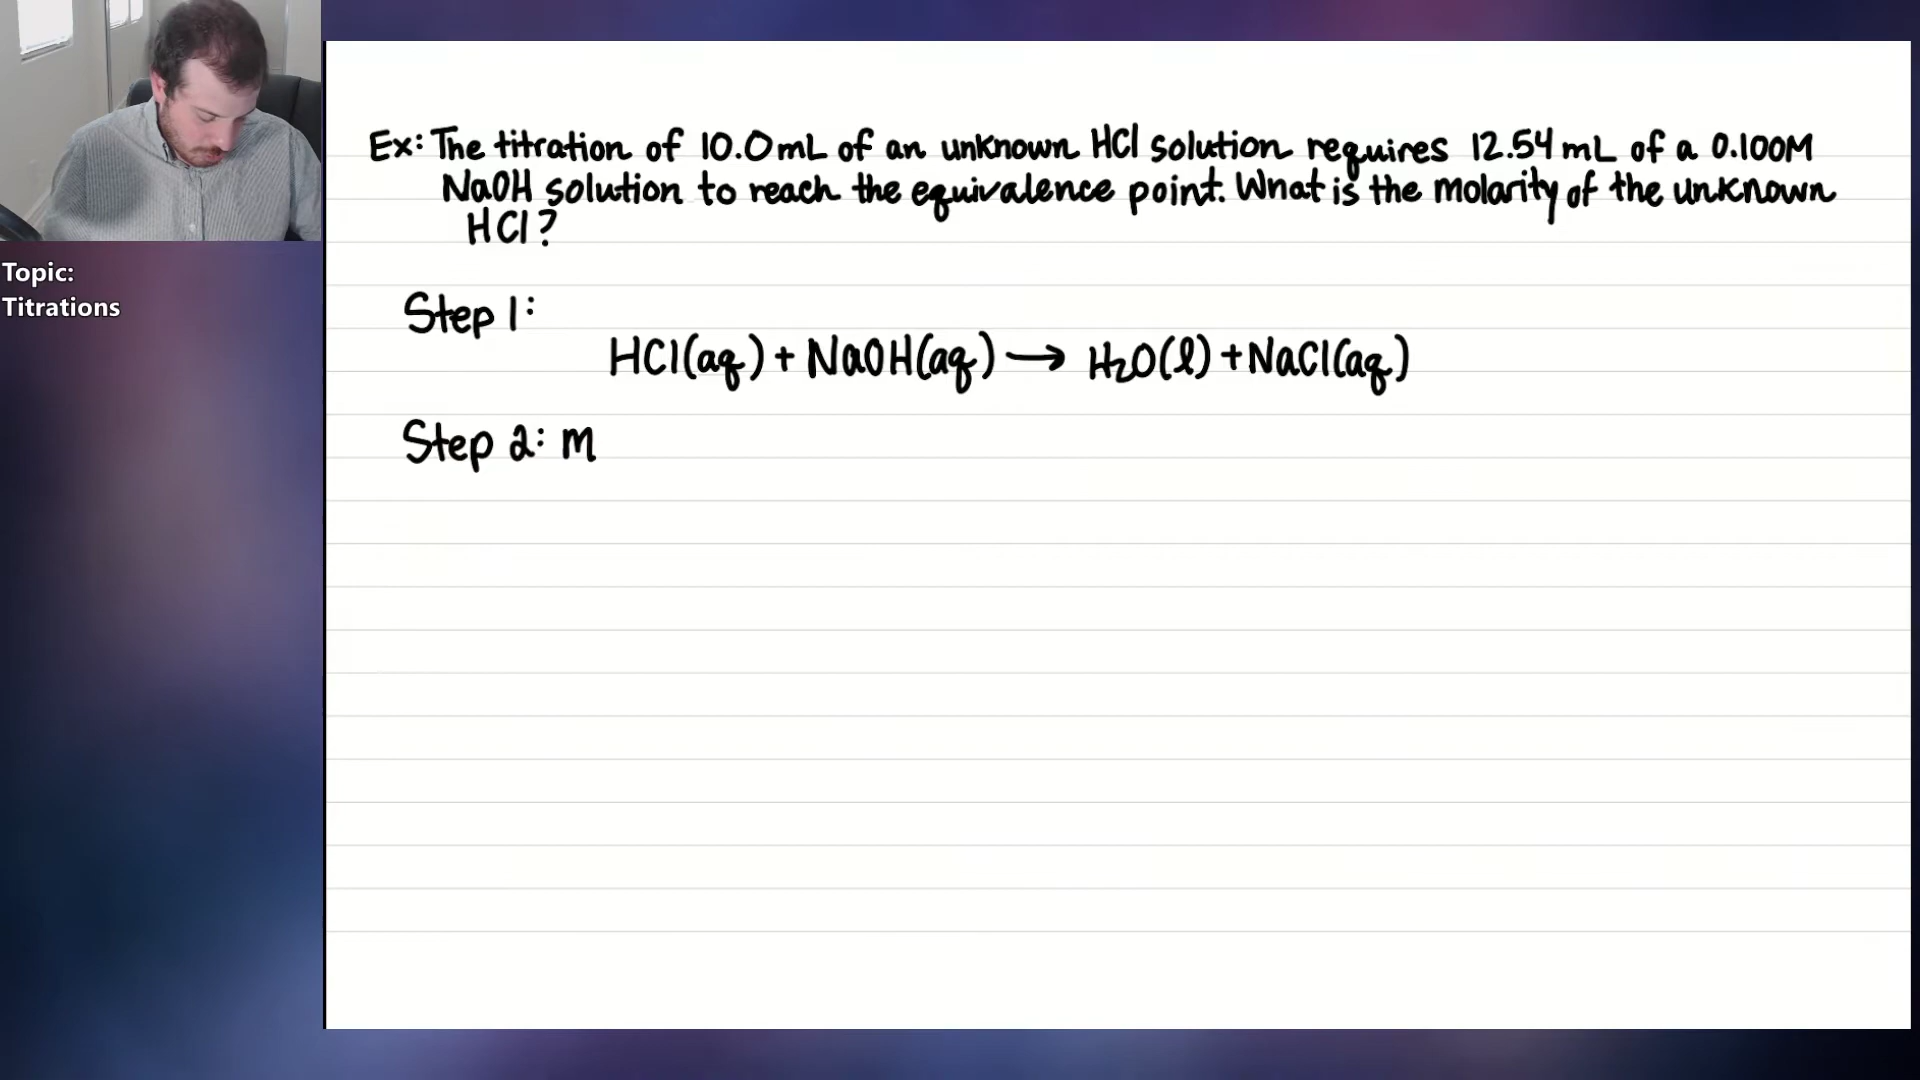 Topic:
Titrations
Ex: The titration of 10.0mL of an unknown HCl solution requires 12.54 mL of a 0.100M
NaOH solution to reach the equivalence point. What is the molarity of the unknown
HCl?
Step 1:
HCl(aq) + NaOH(aq) → H₂O(l) + NaCl(aq)
Step 2: m